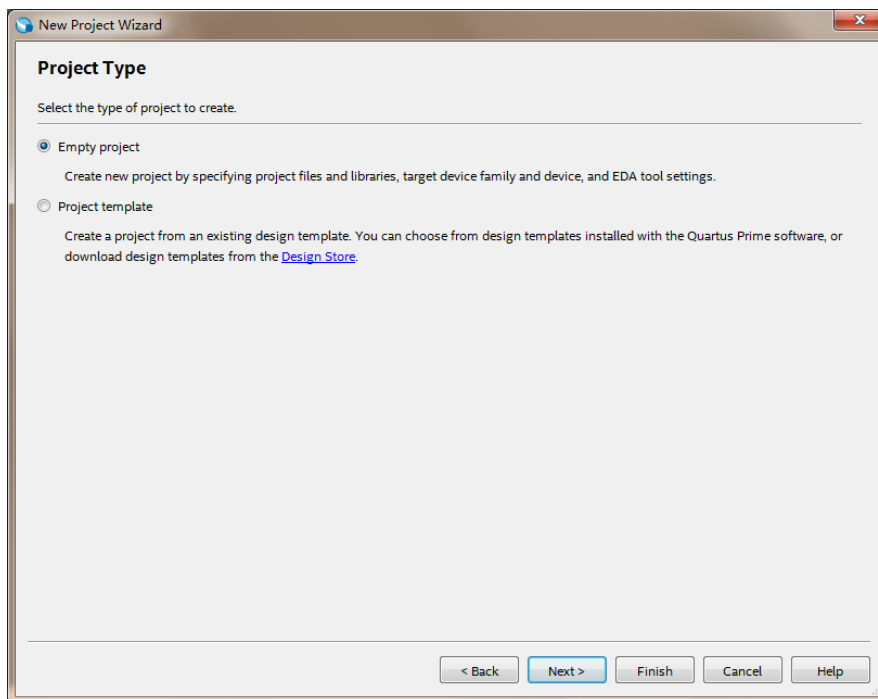 New Project Wizard
Project Type
Select the type of project to create.
Empty project
Create new project by specifying project files and libraries, target device family and device, and EDA tool settings.
Project template
Create a project from an existing design template. You can choose from design templates installed with the Quartus Prime software, or
download design templates from the Design Store.
< Back Next > Finish Cancel Help